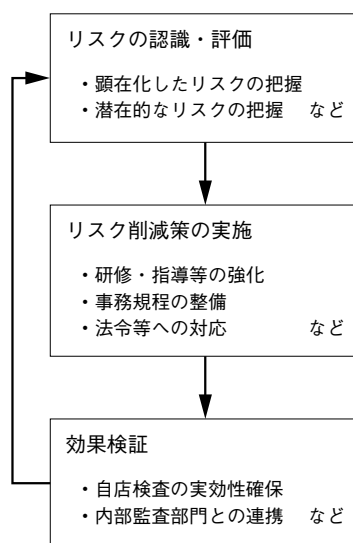 リスクの認識・評価
・顕在化したリスクの把握
・潜在的なリスクの把握 など
リスク削減策の実施
・研修・指導等の強化
・事務規程の整備
・法令等への対応 など
効果検証
・自店検査の実効性確保
・内部監査部門との連携 など